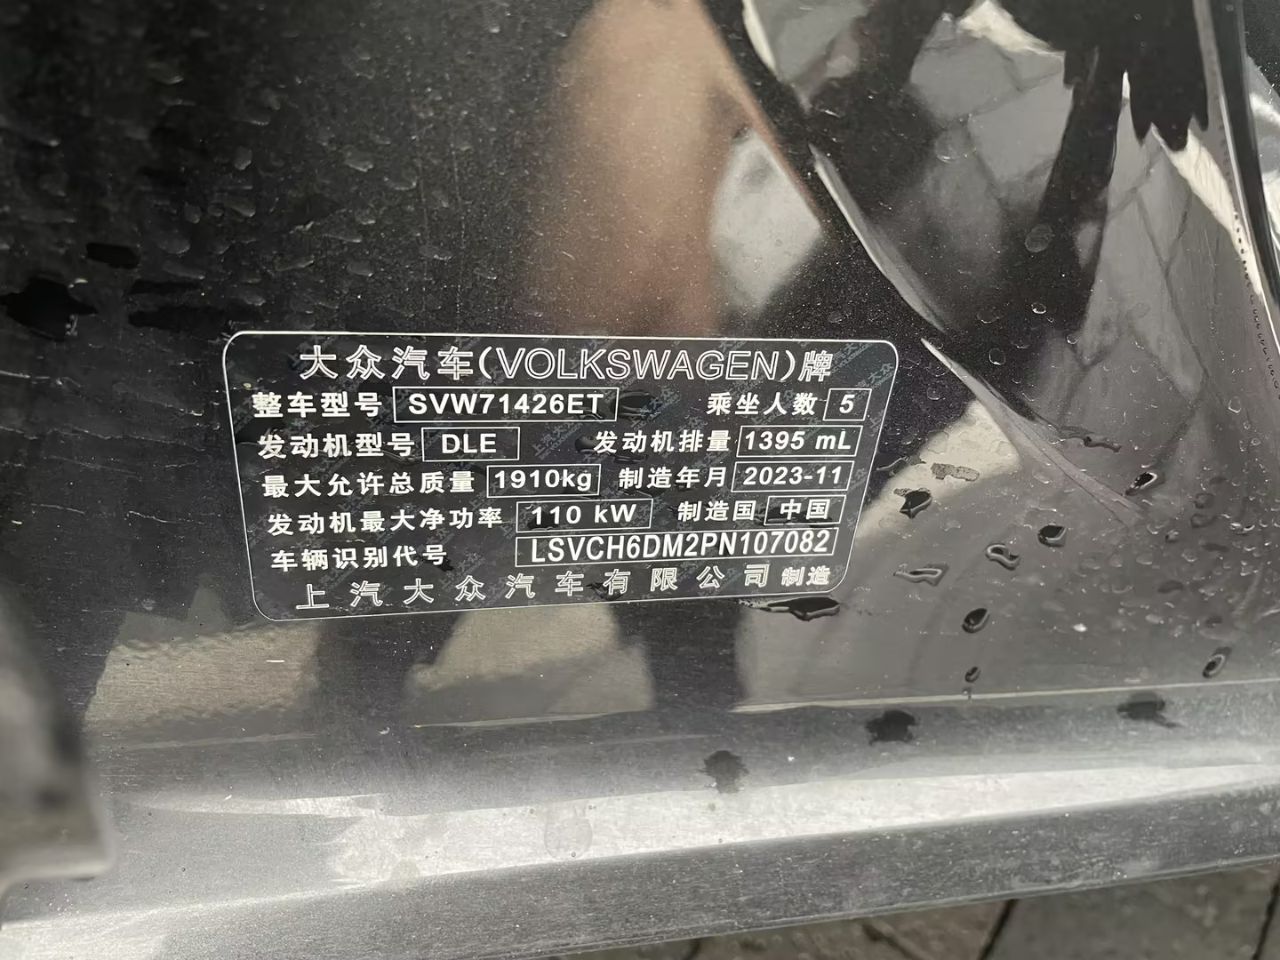 大众汽车(VOLKSWAGEN)牌
整车型号 SVW71426ET 乘坐人数 5
发动机型号 DLE 发动机排量 1395 mL
最大允许总质量 1910kg 制造年月 2023-11
发动机最大净功率 110 kW 制造国 中国
车辆识别代号 LSVCH6DM2PN107082
上汽大众汽车有限公司 制造